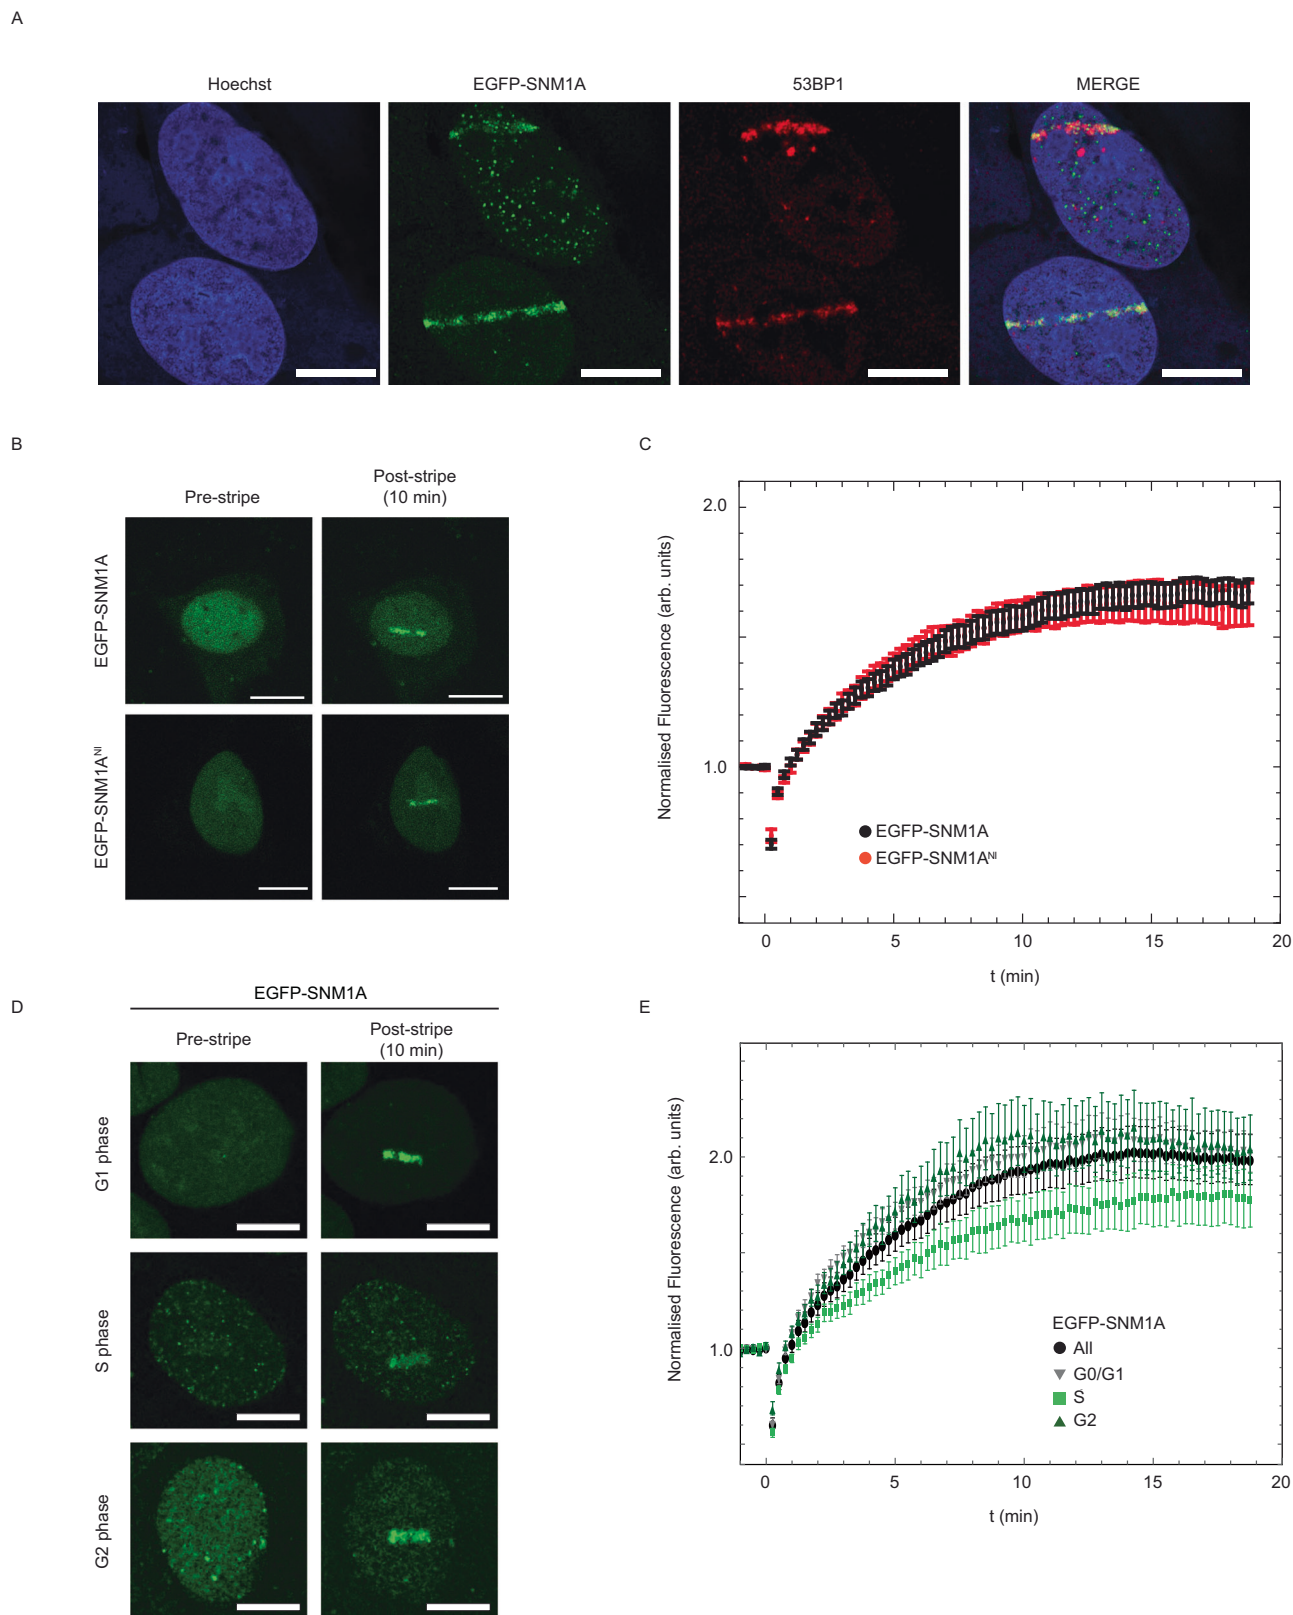 A
Hoechst
EGFP-SNM1A
53BP1
MERGE
B
Pre-stripe
Post-stripe
(10 min)
EGFP-SNM1A
EGFP-SNM1A^NI
C
Normalised Fluorescence (arb. units)
2.0
1.0
EGFP-SNM1A
EGFP-SNM1A^NI
0
5
10
15
20
t (min)
D
EGFP-SNM1A
Pre-stripe
Post-stripe
(10 min)
G1 phase
S phase
G2 phase
E
Normalised Fluorescence (arb. units)
2.0
1.0
EGFP-SNM1A
All
G0/G1
S
G2
0
5
10
15
20
t (min)